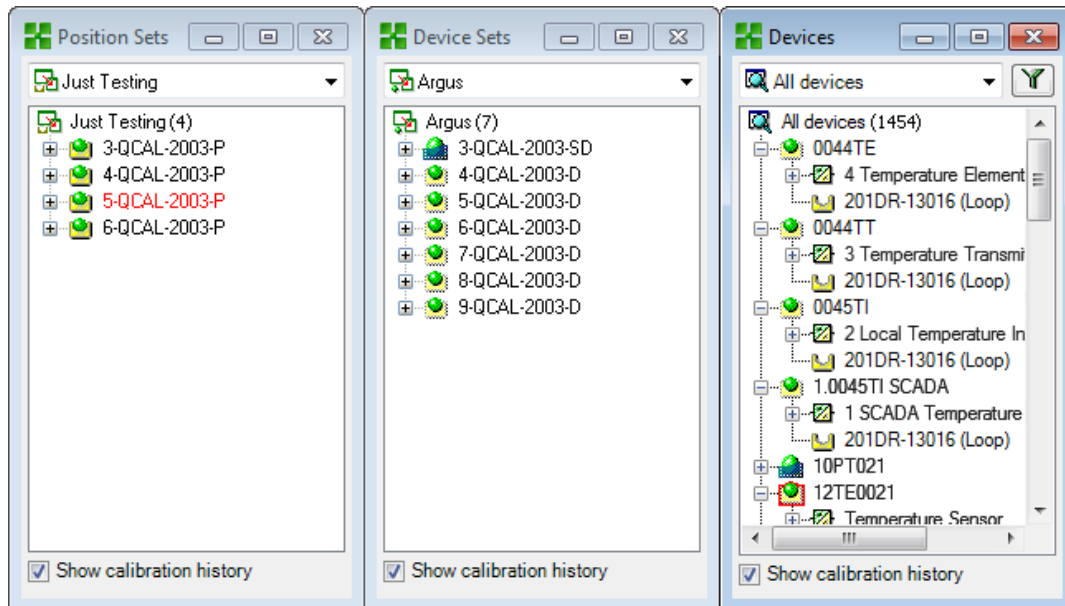 Position Sets
Just Testing
Just Testing (4)
3-QCAL-2003-P
4-QCAL-2003-P
5-QCAL-2003-P
6-QCAL-2003-P
Show calibration history
Device Sets
Argus
Argus (7)
3-QCAL-2003-SD
4-QCAL-2003-D
5-QCAL-2003-D
6-QCAL-2003-D
7-QCAL-2003-D
8-QCAL-2003-D
9-QCAL-2003-D
Show calibration history
Devices
All devices
All devices (1454)
0044TE
4 Temperature Element
201DR-13016 (Loop)
0044TT
3 Temperature Transmi
201DR-13016 (Loop)
0045TI
2 Local Temperature In
201DR-13016 (Loop)
1.0045TI SCADA
1 SCADA Temperature
201DR-13016 (Loop)
10PT021
12TE0021
Temperature Sensor
Show calibration history